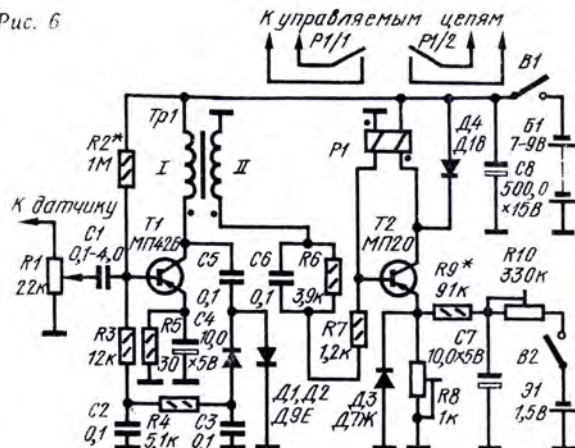 Рис. 6
К управляемым цепям
Р1/1
Р1/2
В1
Тр1
R2*
1М
I
II
Р1
Д4
Д1В
Б1
7-9В
С8
500,0
×15В
К датчику
С1
0,1-4,0
Т1
МП42Б
Т2
МП20
R1
22к
С5
0,1
С6
0,1
R6
3,9к
R9*
91к
R10
330к
R3
12к
R5
30
С4
10,0
×5В
R7
1,2к
С7
10,0×5В
В2
Д1, Д2
Д9Е
Д3
Д7Ж
R8
1к
Э1
1,5В
С2
0,1
R4
5,1к
С3
0,1